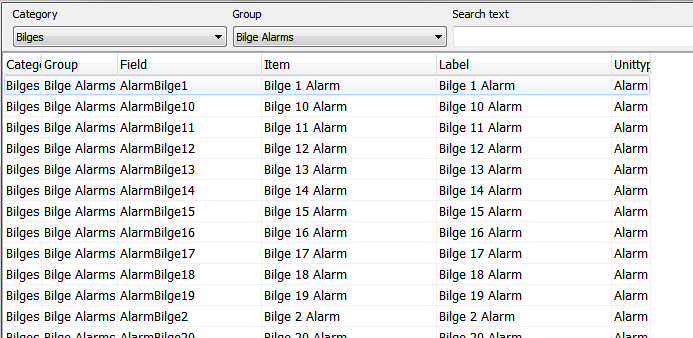 Category Group Search text
Bilges Bilge Alarms
Catego Group Field Item Label Unittyp
Bilges Bilge Alarms AlarmBilge1 Bilge 1 Alarm Bilge 1 Alarm Alarm
Bilges Bilge Alarms AlarmBilge10 Bilge 10 Alarm Bilge 10 Alarm Alarm
Bilges Bilge Alarms AlarmBilge11 Bilge 11 Alarm Bilge 11 Alarm Alarm
Bilges Bilge Alarms AlarmBilge12 Bilge 12 Alarm Bilge 12 Alarm Alarm
Bilges Bilge Alarms AlarmBilge13 Bilge 13 Alarm Bilge 13 Alarm Alarm
Bilges Bilge Alarms AlarmBilge14 Bilge 14 Alarm Bilge 14 Alarm Alarm
Bilges Bilge Alarms AlarmBilge15 Bilge 15 Alarm Bilge 15 Alarm Alarm
Bilges Bilge Alarms AlarmBilge16 Bilge 16 Alarm Bilge 16 Alarm Alarm
Bilges Bilge Alarms AlarmBilge17 Bilge 17 Alarm Bilge 17 Alarm Alarm
Bilges Bilge Alarms AlarmBilge18 Bilge 18 Alarm Bilge 18 Alarm Alarm
Bilges Bilge Alarms AlarmBilge19 Bilge 19 Alarm Bilge 19 Alarm Alarm
Bilges Bilge Alarms AlarmBilge2 Bilge 2 Alarm Bilge 2 Alarm Alarm
Bilges Bilge Alarms AlarmBilge20 Bilge 20 Alarm Bilge 20 Alarm Alarm